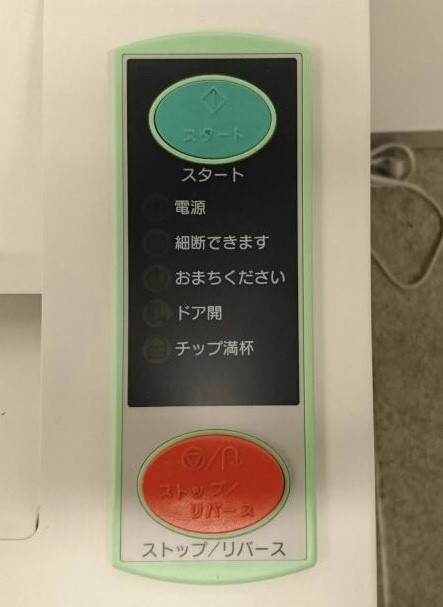 スタート
スタート
電源
細断できます
おまちください
ドア開
チップ満杯
ストップ/
リバース
ストップ/リバース